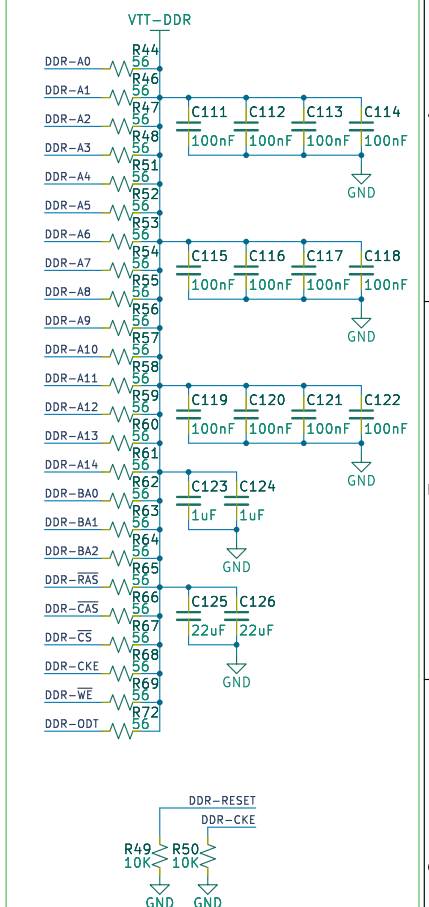 VTT-DDR
R44
DDR-A0 56
R46
DDR-A1 56
R47
C111 C112 C113 C114
DDR-A2 56
100nF 100nF 100nF 100nF
R48
DDR-A3 56
R51
DDR-A4 56
GND
R52
DDR-A5 56
R53
DDR-A6 56
R54
C115 C116 C117 C118
DDR-A7 56
100nF 100nF 100nF 100nF
R55
DDR-A8 56
R56
DDR-A9 56
GND
R57
DDR-A10 56
R58
DDR-A11 56
R59
C119 C120 C121 C122
DDR-A12 56
100nF 100nF 100nF 100nF
R60
DDR-A13 56
R61
DDR-A14 56
GND
R62
C123 C124
DDR-BA0 56
1uF 1uF
R63
DDR-BA1 56
R64
DDR-BA2 56
GND
R65
DDR-RAS 56
R66
C125 C126
DDR-CAS 56
22uF 22uF
R67
DDR-CS 56
R68
DDR-CKE 56
GND
R69
DDR-WE 56
R72
DDR-ODT 56
DDR-RESET
DDR-CKE
R49 R50
10K 10K
GND GND